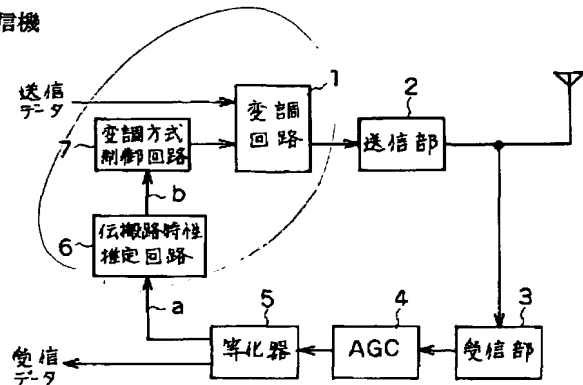 信機
送信
データ
1
変調
回路
2
送信部
7
変調方式
制御回路
b
6
伝搬路特性
推定回路
a
5
等化器
4
AGC
3
受信部
受信
データ